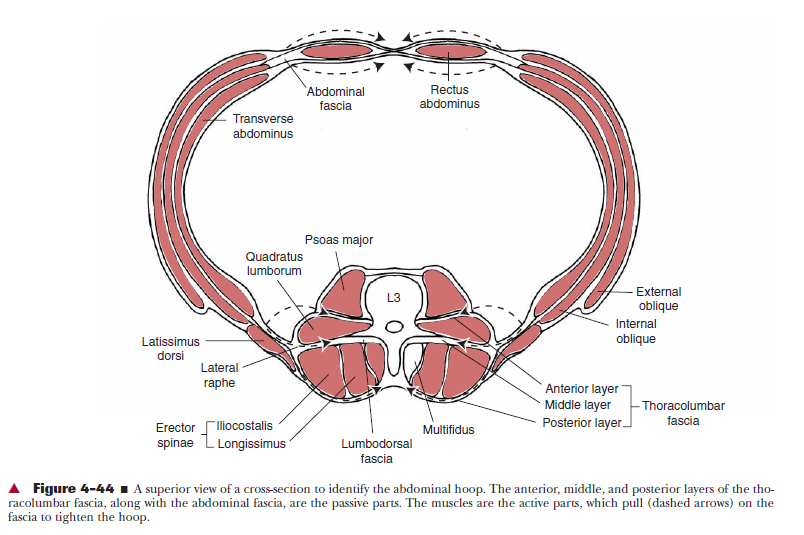 Abdominal
fascia
Rectus
abdominus
Transverse
abdominus
Psoas major
Quadratus
lumborum
L3
External
oblique
Internal
oblique
Latissimus
dorsi
Lateral
raphe
Anterior layer
Middle layer
Posterior layer
Thoracolumbar
fascia
Erector
spinae
Iliocostalis
Longissimus
Multifidus
Lumbodorsal
fascia
▲ Figure 4-44 ■ A superior view of a cross-section to identify the abdominal hoop. The anterior, middle, and posterior layers of the tho-
racolumbar fascia, along with the abdominal fascia, are the passive parts. The muscles are the active parts, which pull (dashed arrows) on the
fascia to tighten the hoop.